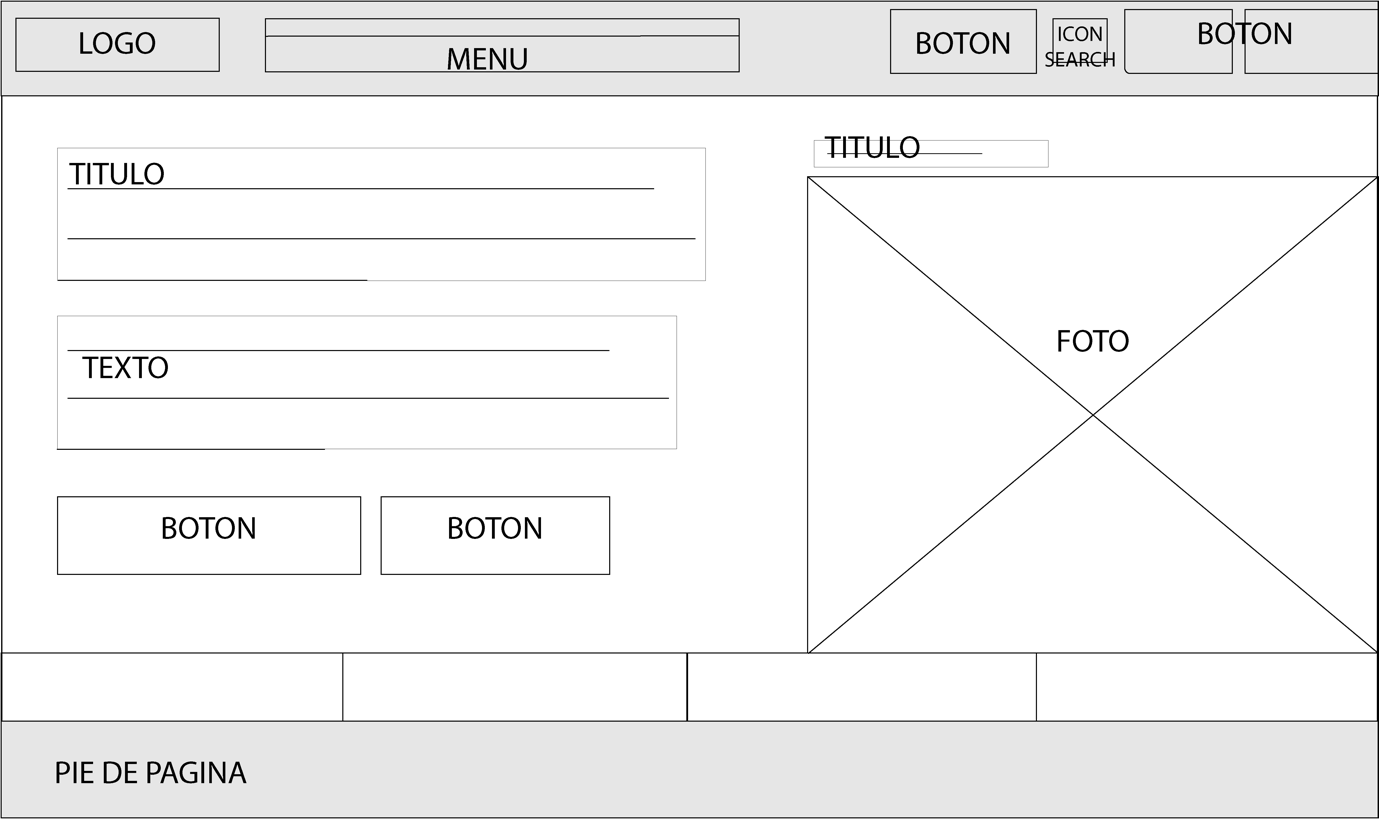 LOGO
MENU
BOTON
ICON
SEARCH
BOTON
TITULO
TITULO
TEXTO
FOTO
BOTON
BOTON
PIE DE PAGINA